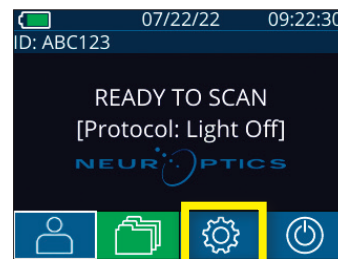 07/22/22 09:22:30
ID: ABC123
READY TO SCAN
[Protocol: Light Off]
NEUROPTICS